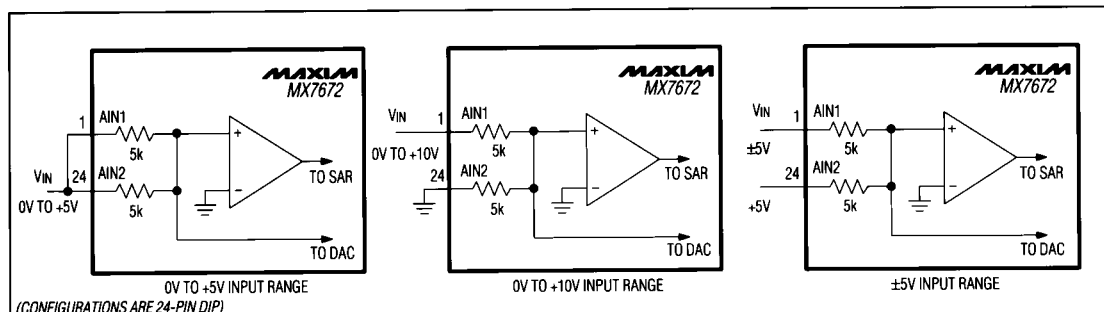 MAXIM
MX7672
1
AIN1
5k
VIN
24
AIN2
0V TO +5V
5k
+
−
TO SAR
TO DAC
0V TO +5V INPUT RANGE
MAXIM
MX7672
VIN
1
AIN1
0V TO +10V
5k
24
AIN2
5k
+
−
TO SAR
TO DAC
0V TO +10V INPUT RANGE
MAXIM
MX7672
VIN
1
AIN1
±5V
5k
24
AIN2
+5V
5k
+
−
TO SAR
TO DAC
±5V INPUT RANGE
(CONFIGURATIONS ARE 24-PIN DIP)